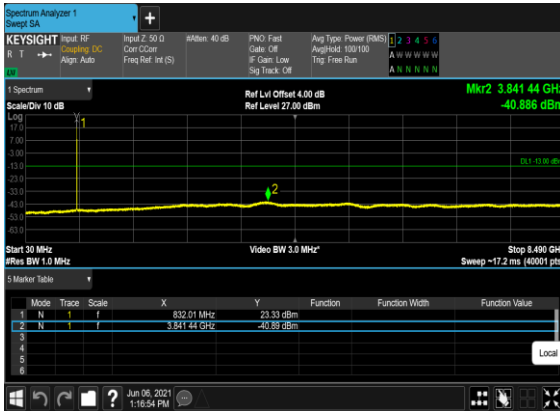 Spectrum Analyzer 1
Swept SA
+
KEYSIGHT Input: RF Input Z: 50 Ω #Atten: 40 dB PNO: Fast Avg Type: Power (RMS) 1 2 3 4 5 6
R T Coupling: DC Corr CCorr Gate: Off Avg|Hold: 100/100 A W W W W W
Align: Auto Freq Ref: Int (S) IF Gain: Low Trig: Free Run
Sig Track: Off A N N N N N
1 Spectrum
Scale/Div 10 dB
Ref Lvl Offset 4.00 dB
Ref Level 27.00 dBm
Mkr2 3.841 44 GHz
-40.886 dBm
Log
17.0
7.00
-3.00
-13.0
-23.0
-33.0
-43.0
-53.0
-63.0
1
2
DL1 -13.00 dBm
Start 30 MHz Video BW 3.0 MHz* Stop 8.490 GH
#Res BW 1.0 MHz Sweep ~17.2 ms (40001 pts
5 Marker Table
Mode Trace Scale X Y Function Function Width Function Value
1 N 1 f 832.01 MHz 23.33 dBm
2 N 1 f 3.841 44 GHz -40.89 dBm
3
4
5
6
Local
?
Jun 06, 2021
1:16:54 PM